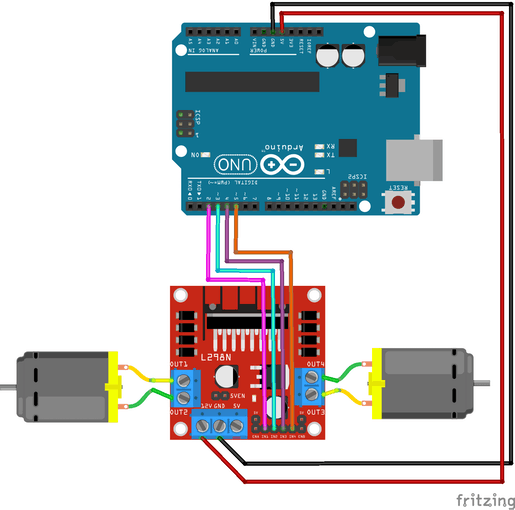 A5
A4
A3
A2
A1
A0
VIN
GND
GND
5V
3V3
RESET
IOREF
ANALOG IN
POWER
ICSP
RX
TX
ON
UNO
Arduino™
L
ICSP2
DIGITAL (PWM~)
RX0◄0
TX0►1
2
~3
4
~5
~6
7
8
~9
~10
~11
12
13
GND
AREF
RESET
L298N
OUT1
OUT4
OUT2
OUT3
5VEN
12V GND 5V
ENA IN1 IN2 IN3 IN4 ENB
fritzing